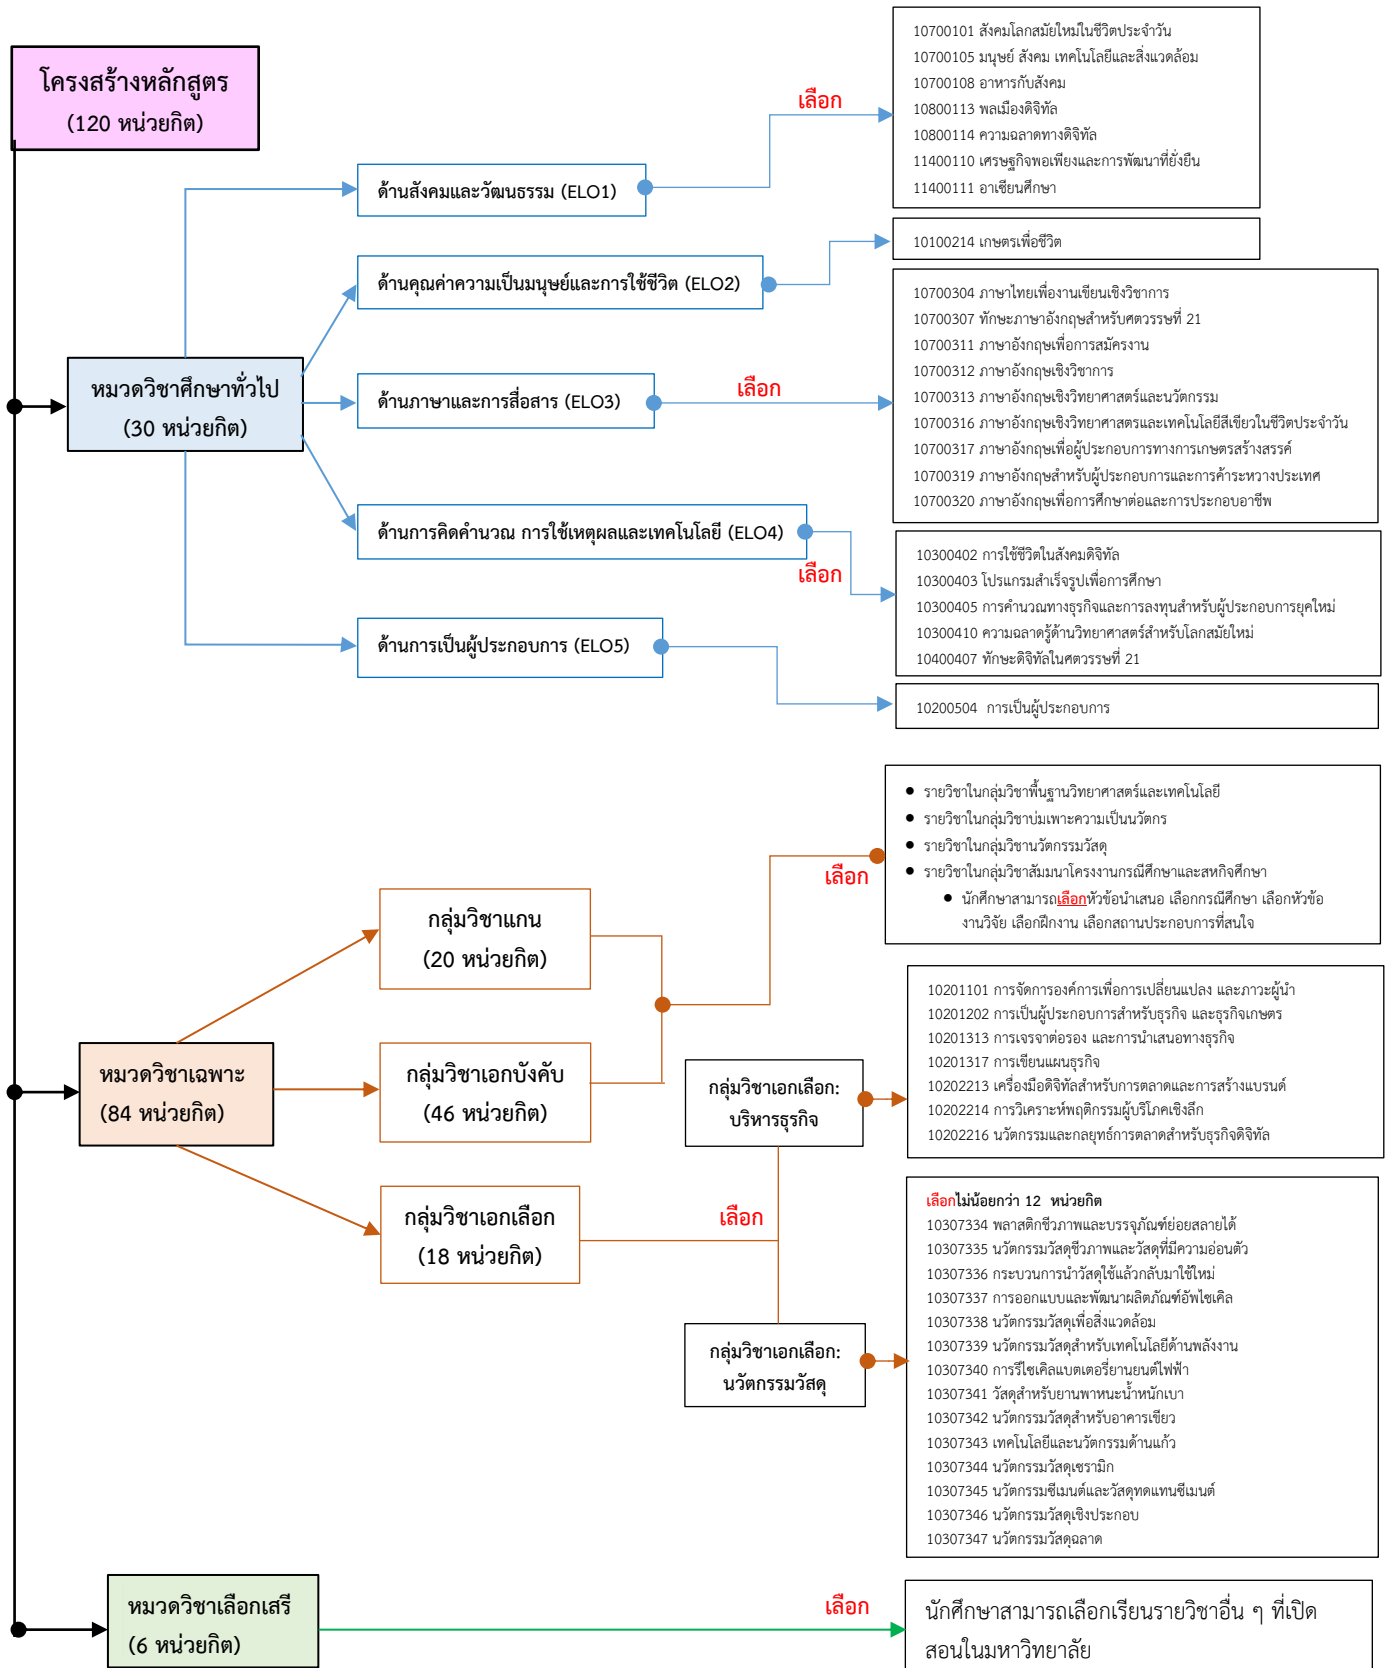 โครงสร้างหลักสูตร
(120 หน่วยกิต)
เลือก
10700101 สังคมโลกสมัยใหม่ในชีวิตประจำวัน
10700105 มนุษย์ สังคม เทคโนโลยีและสิ่งแวดล้อม
10700108 อาหารกับสังคม
10800113 พลเมืองดิจิทัล
10800114 ความฉลาดทางดิจิทัล
11400110 เศรษฐกิจพอเพียงและการพัฒนาที่ยั่งยืน
11400111 อาเซียนศึกษา
ด้านสังคมและวัฒนธรรม (ELO1)
10100214 เกษตรเพื่อชีวิต
ด้านคุณค่าความเป็นมนุษย์และการใช้ชีวิต (ELO2)
หมวดวิชาศึกษาทั่วไป
(30 หน่วยกิต)
ด้านภาษาและการสื่อสาร (ELO3)
เลือก
10700304 ภาษาไทยเพื่องานเขียนเชิงวิชาการ
10700307 ทักษะภาษาอังกฤษสำหรับศตวรรษที่ 21
10700311 ภาษาอังกฤษเพื่อการสมัครงาน
10700312 ภาษาอังกฤษเชิงวิชาการ
10700313 ภาษาอังกฤษเชิงวิทยาศาสตร์และนวัตกรรม
10700316 ภาษาอังกฤษเชิงวิทยาศาสตรและเทคโนโลยีสีเขียวในชีวิตประจำวัน
10700317 ภาษาอังกฤษเพื่อผู้ประกอบการทางการเกษตรสร้างสรรค์
10700319 ภาษาอังกฤษสำหรับผู้ประกอบการและการค้าระหวางประเทศ
10700320 ภาษาอังกฤษเพื่อการศึกษาต่อและการประกอบอาชีพ
ด้านการคิดคำนวณ การใช้เหตุผลและเทคโนโลยี (ELO4)
เลือก
10300402 การใช้ชีวิตในสังคมดิจิทัล
10300403 โปรแกรมสำเร็จรูปเพื่อการศึกษา
10300405 การคำนวณทางธุรกิจและการลงทุนสำหรับผู้ประกอบการยุคใหม่
10300410 ความฉลาดรู้ด้านวิทยาศาสตร์สำหรับโลกสมัยใหม่
10400407 ทักษะดิจิทัลในศตวรรษที่ 21
ด้านการเป็นผู้ประกอบการ (ELO5)
10200504 การเป็นผู้ประกอบการ
● รายวิชาในกลุ่มวิชาพื้นฐานวิทยาศาสตร์และเทคโนโลยี
● รายวิชาในกลุ่มวิชาบ่มเพาะความเป็นนวัตกร
● รายวิชาในกลุ่มวิชานวัตกรรมวัสดุ
● รายวิชาในกลุ่มวิชาสัมมนาโครงงานกรณีศึกษาและสหกิจศึกษา
● นักศึกษาสามารถเลือกหัวข้อนำเสนอ เลือกกรณีศึกษา เลือกหัวข้อ
งานวิจัย เลือกฝึกงาน เลือกสถานประกอบการที่สนใจ
เลือก
กลุ่มวิชาแกน
(20 หน่วยกิต)
หมวดวิชาเฉพาะ
(84 หน่วยกิต)
กลุ่มวิชาเอกบังคับ
(46 หน่วยกิต)
กลุ่มวิชาเอกเลือก
(18 หน่วยกิต)
เลือก
กลุ่มวิชาเอกเลือก:
บริหารธุรกิจ
10201101 การจัดการองค์การเพื่อการเปลี่ยนแปลง และภาวะผู้นำ
10201202 การเป็นผู้ประกอบการสำหรับธุรกิจ และธุรกิจเกษตร
10201313 การเจรจาต่อรอง และการนำเสนอทางธุรกิจ
10201317 การเขียนแผนธุรกิจ
10202213 เครื่องมือดิจิทัลสำหรับการตลาดและการสร้างแบรนด์
10202214 การวิเคราะห์พฤติกรรมผู้บริโภคเชิงลึก
10202216 นวัตกรรมและกลยุทธ์การตลาดสำหรับธุรกิจดิจิทัล
กลุ่มวิชาเอกเลือก:
นวัตกรรมวัสดุ
เลือกไม่น้อยกว่า 12 หน่วยกิต
10307334 พลาสติกชีวภาพและบรรจุภัณฑ์ย่อยสลายได้
10307335 นวัตกรรมวัสดุชีวภาพและวัสดุที่มีความอ่อนตัว
10307336 กระบวนการนำวัสดุใช้แล้วกลับมาใช้ใหม่
10307337 การออกแบบและพัฒนาผลิตภัณฑ์อัพไซเคิล
10307338 นวัตกรรมวัสดุเพื่อสิ่งแวดล้อม
10307339 นวัตกรรมวัสดุสำหรับเทคโนโลยีด้านพลังงาน
10307340 การรีไซเคิลแบตเตอรี่ยานยนต์ไฟฟ้า
10307341 วัสดุสำหรับยานพาหนะน้ำหนักเบา
10307342 นวัตกรรมวัสดุสำหรับอาคารเขียว
10307343 เทคโนโลยีและนวัตกรรมด้านแก้ว
10307344 นวัตกรรมวัสดุเซรามิก
10307345 นวัตกรรมซีเมนต์และวัสดุทดแทนซีเมนต์
10307346 นวัตกรรมวัสดุเชิงประกอบ
10307347 นวัตกรรมวัสดุฉลาด
หมวดวิชาเลือกเสรี
(6 หน่วยกิต)
เลือก
นักศึกษาสามารถเลือกเรียนรายวิชาอื่น ๆ ที่เปิด
สอนในมหาวิทยาลัย